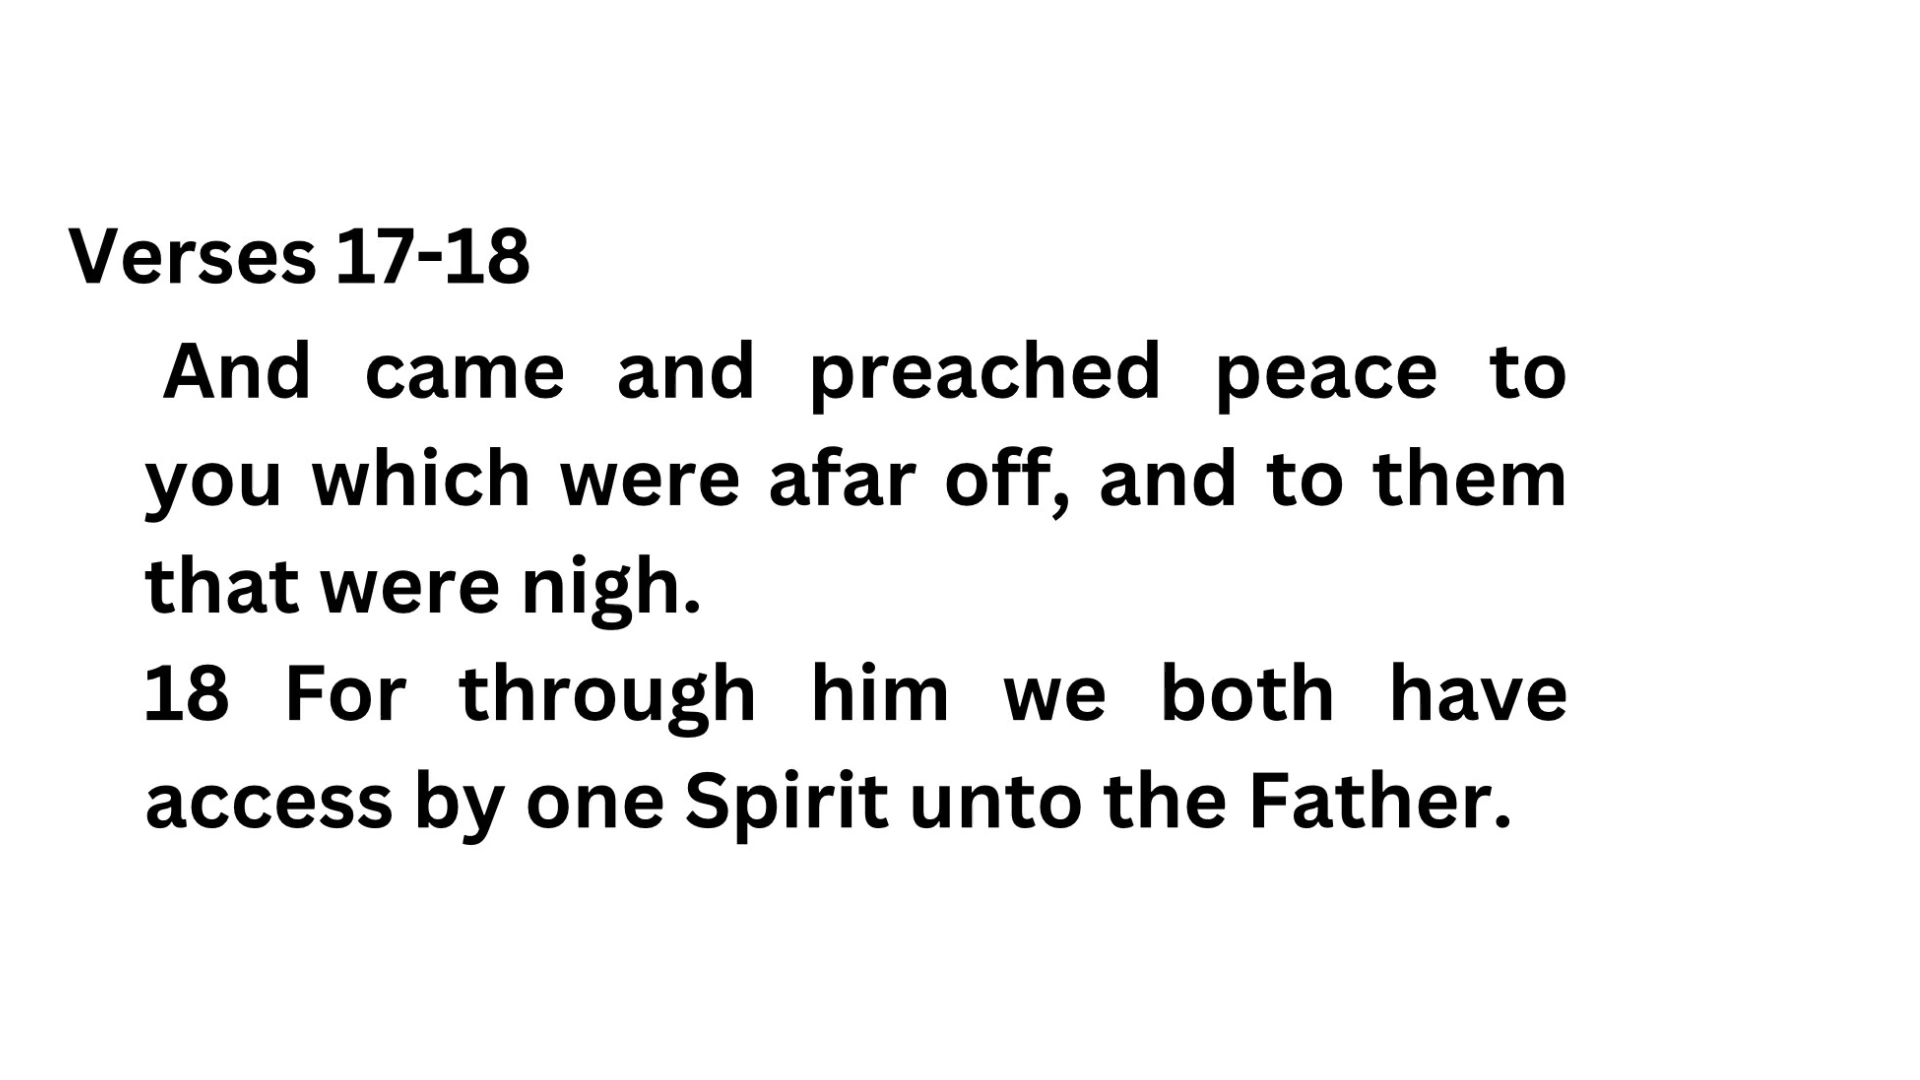 Verses 17-18
And came and preached peace to
you which were afar off, and to them
that were nigh.
18 For through him we both have
access by one Spirit unto the Father.